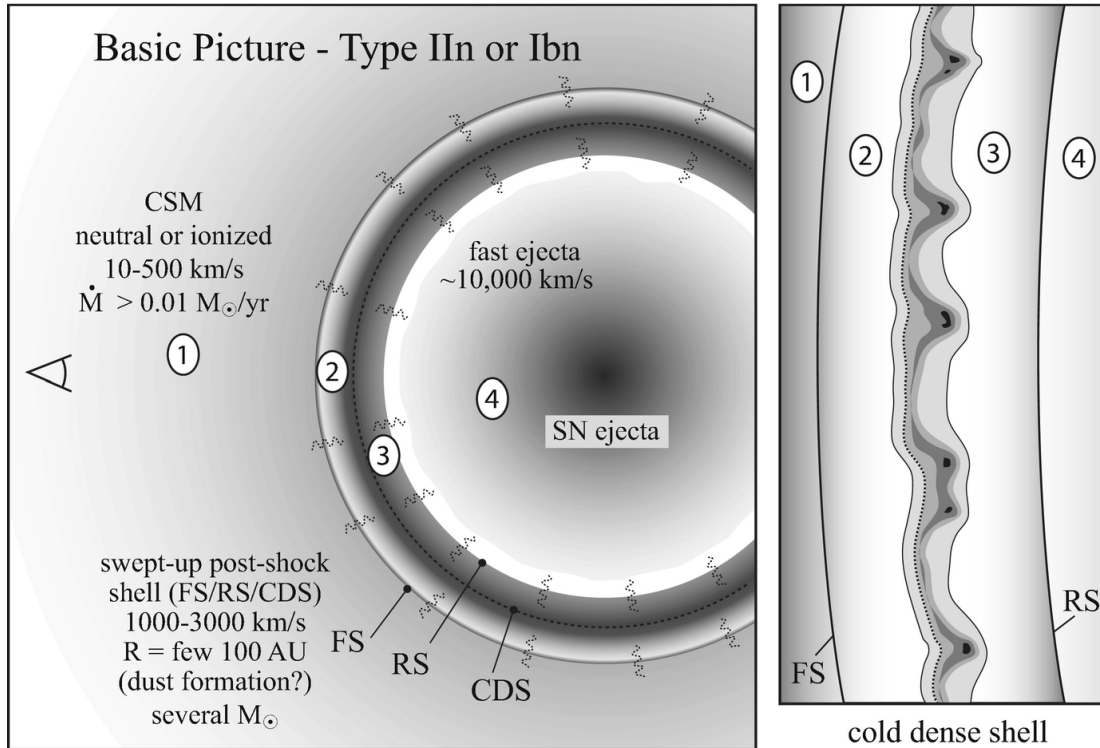 Basic Picture - Type IIn or Ibn
CSM
neutral or ionized
10-500 km/s
Ṁ > 0.01 M☉/yr
1
2
3
4
fast ejecta
~10,000 km/s
SN ejecta
swept-up post-shock
shell (FS/RS/CDS)
1000-3000 km/s
R = few 100 AU
(dust formation?)
several M☉
FS
RS
CDS
1
2
3
4
FS
RS
cold dense shell